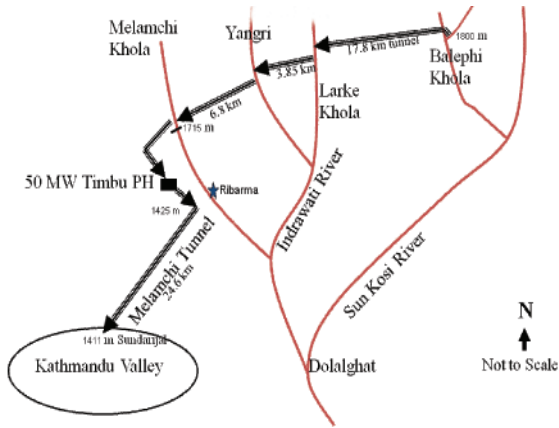 Melamchi
Khola
Yangri
17.8 km tunnel
1800 m
Balephi
Khola
3.85 km
Larke
Khola
6.8 km
1715 m
50 MW Timbu PH
Ribarma
1425 m
Melamchi Tunnel
24.6 km
Indrawati River
Sun Kosi River
1411 m Sundarijal
Kathmandu Valley
Dolalghat
N
Not to Scale